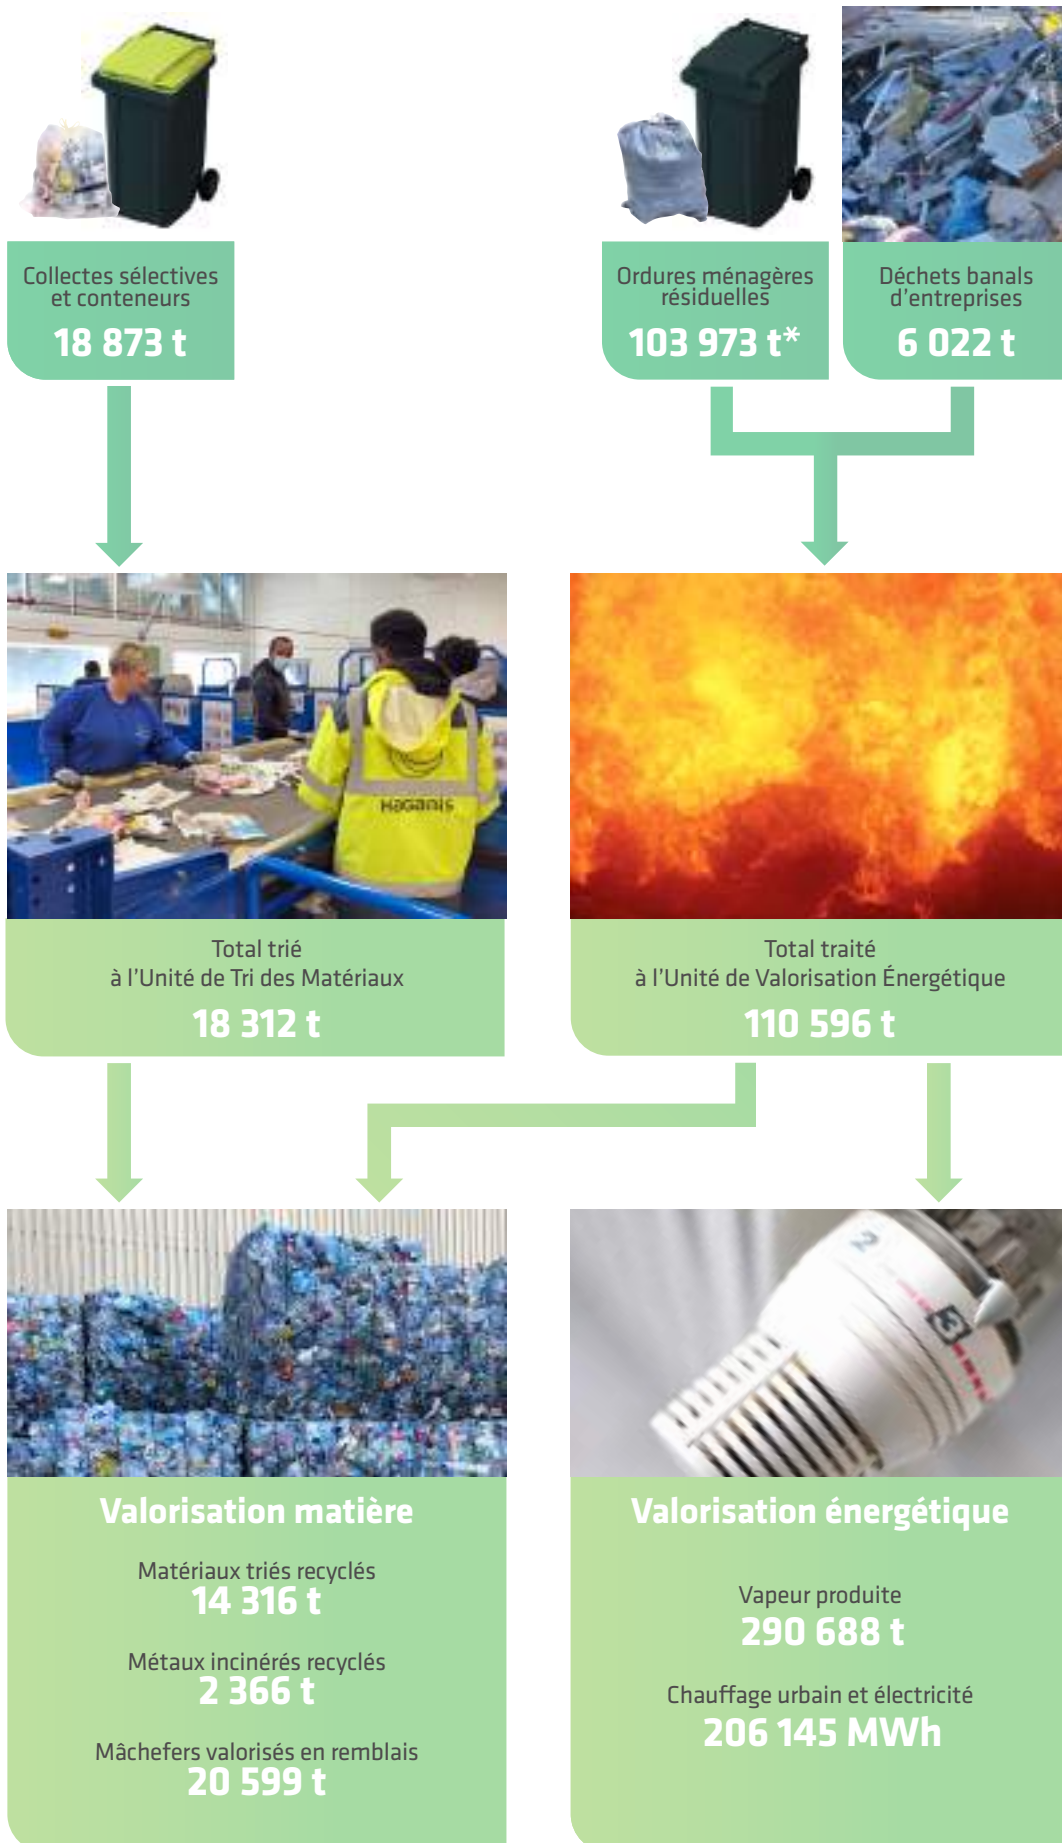 Collectes sélectives
et conteneurs
18 873 t
Ordures ménagères
résiduelles
103 973 t*
Déchets banals
d'entreprises
6 022 t
HAGANIS
Total trié
à l'Unité de Tri des Matériaux
18 312 t
Total traité
à l'Unité de Valorisation Énergétique
110 596 t
2
3
Valorisation matière
Matériaux triés recyclés
14 316 t
Métaux incinérés recyclés
2 366 t
Mâchefers valorisés en remblais
20 599 t
Valorisation énergétique
Vapeur produite
290 688 t
Chauffage urbain et électricité
206 145 MWh